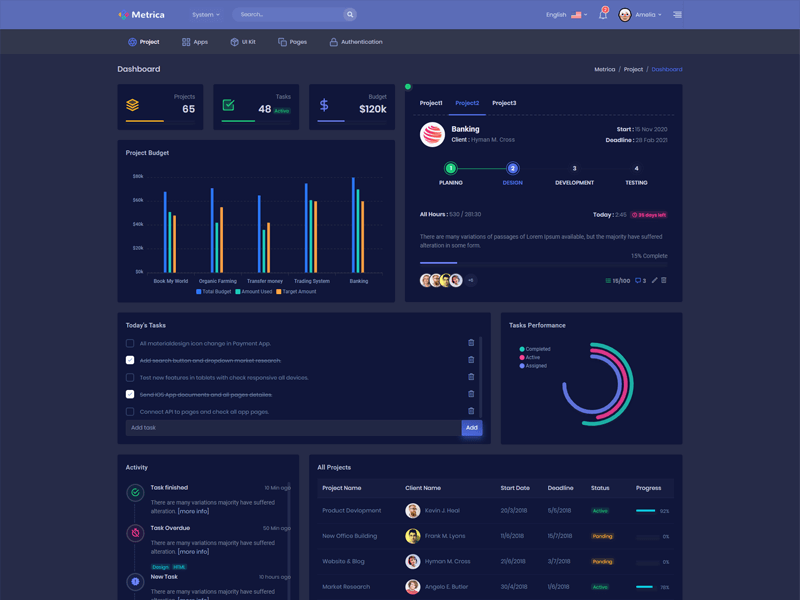 Metrica
System
Search...
English
2
Amelia
Project
Apps
UI Kit
Pages
Authentication
Dashboard
Metrica / Project / Dashboard
Projects
65
Tasks
48 Active
Budget
$120k
Project1 Project2 Project3
Banking
Client : Hyman M. Cross
Start : 15 Nov 2020
Deadline : 28 Fab 2021
1 2 3 4
PLANING DESIGN DEVELOPMENT TESTING
All Hours : 530 / 281:30
Today : 2:45 35 days left
There are many variations of passages of Lorem Ipsum available, but the majority have suffered
alteration in some form.
15% Complete
+6
15/100 3
Project Budget
$80k
$60k
$40k
$20k
$0k
Book My World Organic Farming Transfer money Trading System Banking
Total Budget Amount Used Target Amount
Today's Tasks
All materialdesign icon change in Payment App.
Add search button and dropdown market research.
Test new features in tablets with check responsive all devices.
Send IOS App documents and all pages detailes.
Connect API to pages and check all app pages.
Add task
Add
Tasks Performance
Completed
Active
Assigned
Activity
Task finished 10 Min ago
There are many variations majority have suffered
alteration. [more info]
Task Overdue 50 Min ago
There are many variations majority have suffered
alteration. [more info]
Design HTML
New Task 10 hours ago
There are many variations majority have suffered
All Projects
Project Name Client Name Start Date Deadline Status Progress
Product Devlopment Kevin J. Heal 20/3/2018 5/5/2018 Active 92%
New Office Building Frank M. Lyons 11/6/2018 15/7/2018 Panding 0%
Website & Blog Hyman M. Cross 21/6/2018 3/7/2018 Panding 0%
Market Research Angelo E. Butler 30/4/2018 1/6/2018 Active 78%